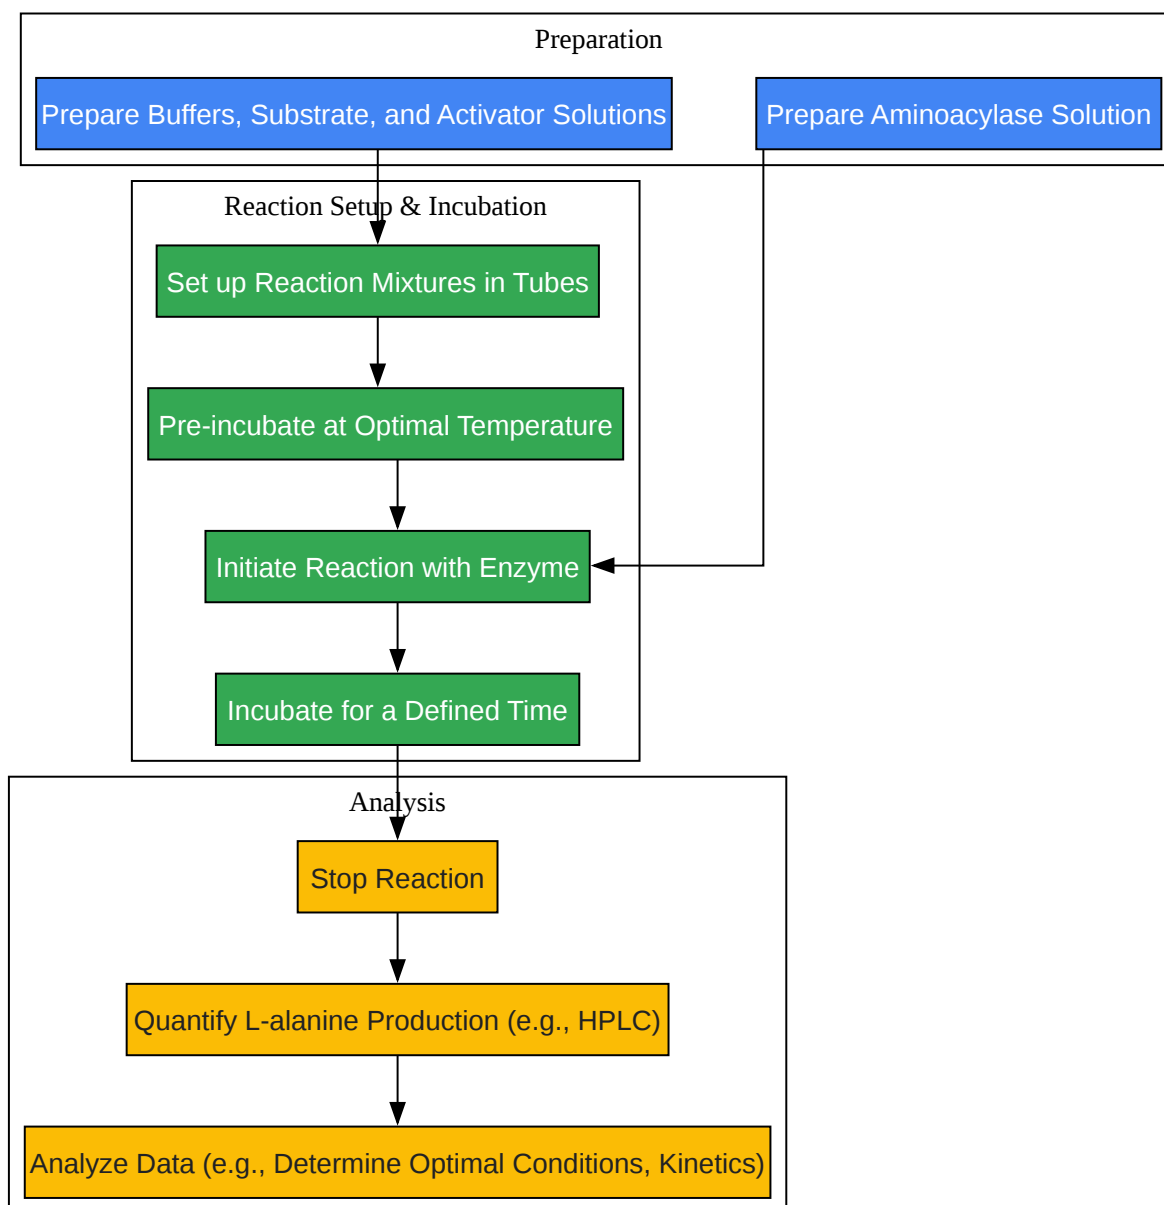 Preparation
Prepare Buffers, Substrate, and Activator Solutions
Prepare Aminoacylase Solution
Reaction Setup & Incubation
Set up Reaction Mixtures in Tubes
Pre-incubate at Optimal Temperature
Initiate Reaction with Enzyme
Incubate for a Defined Time
Analysis
Stop Reaction
Quantify L-alanine Production (e.g., HPLC)
Analyze Data (e.g., Determine Optimal Conditions, Kinetics)